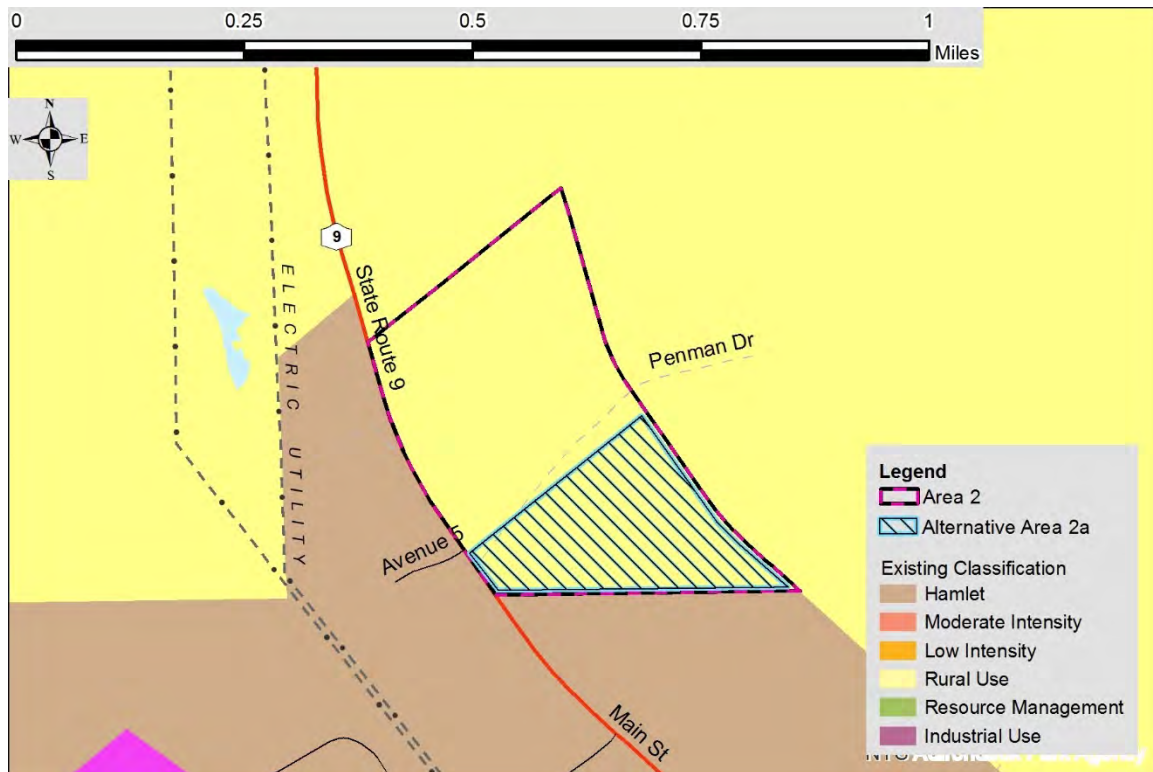 0 0.25 0.5 0.75 1
Miles
N
W E
S
9
State Route 9
ELECTRIC UTILITY
Penman Dr
Avenue 5
Main St
Legend
Area 2
Alternative Area 2a
Existing Classification
Hamlet
Moderate Intensity
Low Intensity
Rural Use
Resource Management
Industrial Use